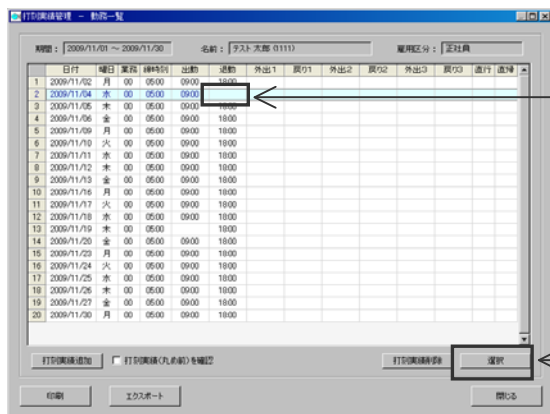 打刻実績管理 － 勤務一覧
期間： 2009/11/01 ～ 2009/11/30 名前： テスト 太郎 (1111) 雇用区分： 正社員
日付 曜日 業務 締時刻 出勤 退勤 外出1 戻り1 外出2 戻り2 外出3 戻り3 直行 直帰
1 2009/11/02 月 00 05:00 09:00 18:00
2 2009/11/04 水 00 05:00 09:00
3 2009/11/05 木 00 05:00 09:00 18:00
4 2009/11/06 金 00 05:00 09:00 18:00
5 2009/11/09 月 00 05:00 09:00 18:00
6 2009/11/10 火 00 05:00 09:00 18:00
7 2009/11/11 水 00 05:00 09:00 18:00
8 2009/11/12 木 00 05:00 09:00 18:00
9 2009/11/13 金 00 05:00 09:00 18:00
10 2009/11/16 月 00 05:00 09:00 18:00
11 2009/11/17 火 00 05:00 09:00 18:00
12 2009/11/18 水 00 05:00 09:00 18:00
13 2009/11/19 木 00 05:00 18:00
14 2009/11/20 金 00 05:00 09:00 18:00
15 2009/11/23 月 00 05:00 09:00 18:00
16 2009/11/24 火 00 05:00 09:00 18:00
17 2009/11/25 水 00 05:00 09:00 18:00
18 2009/11/26 木 00 05:00 09:00 18:00
19 2009/11/27 金 00 05:00 09:00 18:00
20 2009/11/30 月 00 05:00 09:00 18:00
打刻実績追加 打刻実績(丸め前)を確認 打刻実績削除 選択
印刷 エクスポート 閉じる